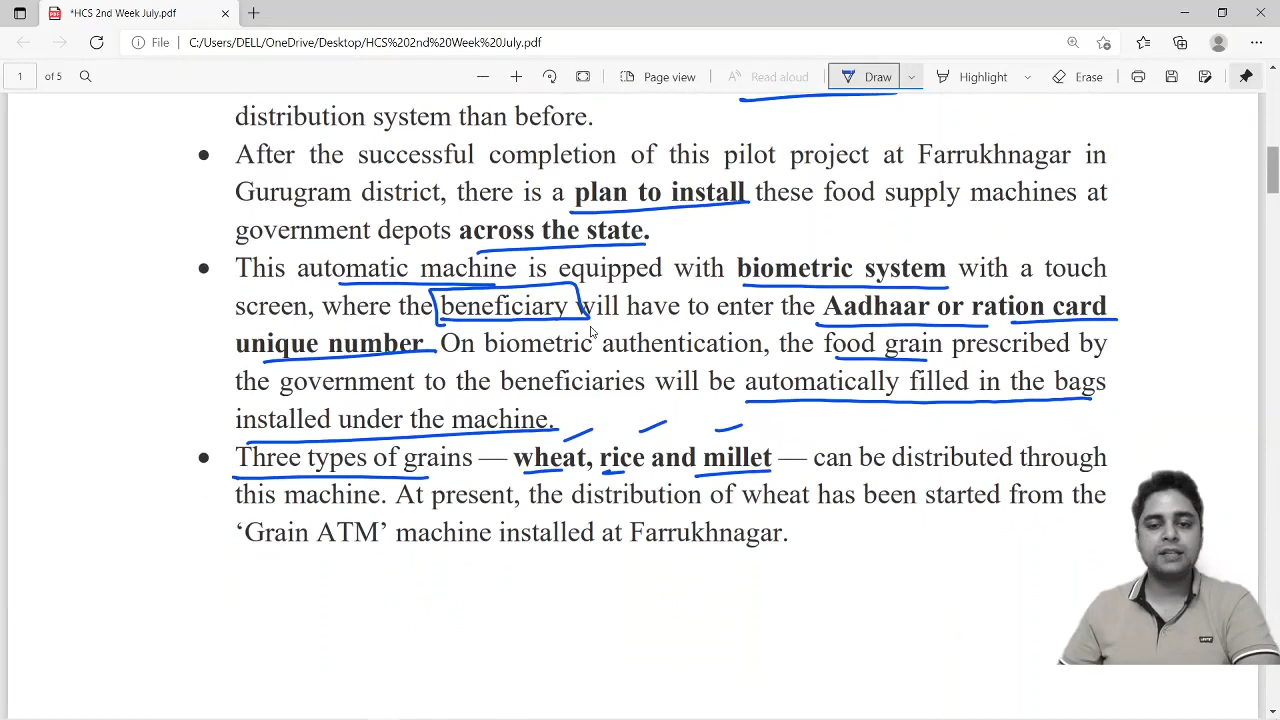 *HCS 2nd Week July.pdf
File C:/Users/DELL/OneDrive/Desktop/HCS%202nd%20Week%20July.pdf
1 of 5 Page view Read aloud Draw Highlight Erase
distribution system than before.
• After the successful completion of this pilot project at Farrukhnagar in
Gurugram district, there is a plan to install these food supply machines at
government depots across the state.
• This automatic machine is equipped with biometric system with a touch
screen, where the beneficiary will have to enter the Aadhaar or ration card
unique number. On biometric authentication, the food grain prescribed by
the government to the beneficiaries will be automatically filled in the bags
installed under the machine.
• Three types of grains — wheat, rice and millet — can be distributed through
this machine. At present, the distribution of wheat has been started from the
‘Grain ATM’ machine installed at Farrukhnagar.